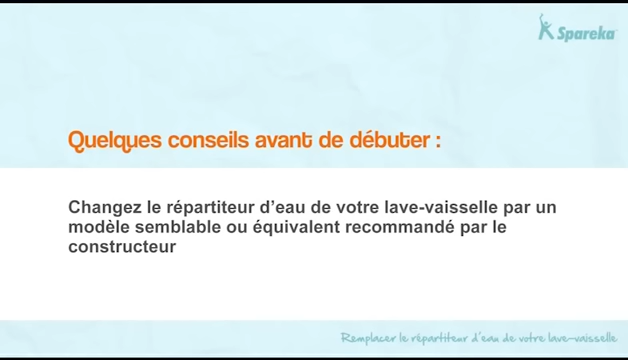 Spareka
Quelques conseils avant de débuter :
Changez le répartiteur d'eau de votre lave-vaisselle par un
modèle semblable ou équivalent recommandé par le
constructeur
Remplacer le répartiteur d'eau de votre lave-vaisselle